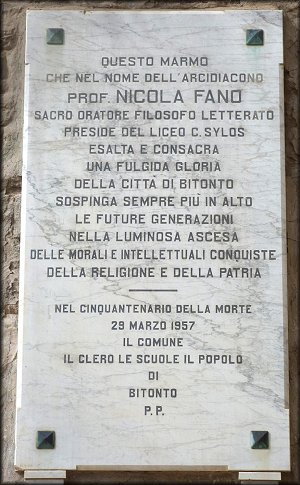 QUESTO MARMO
CHE NEL NOME DELL'ARCIDIACONO
PROF. NICOLA FANO
SACRO ORATORE FILOSOFO LETTERATO
PRESIDE DEL LICEO C. SYLOS
ESALTA E CONSACRA
UNA FULGIDA GLORIA
DELLA CITTÀ DI BITONTO
SOSPINGA SEMPRE PIÙ IN ALTO
LE FUTURE GENERAZIONI
NELLA LUMINOSA ASCESA
DELLE MORALI E INTELLETTUALI CONQUISTE
DELLA RELIGIONE E DELLA PATRIA
NEL CINQUANTENARIO DELLA MORTE
29 MARZO 1957
IL COMUNE
IL CLERO LE SCUOLE IL POPOLO
DI
BITONTO
P. P.